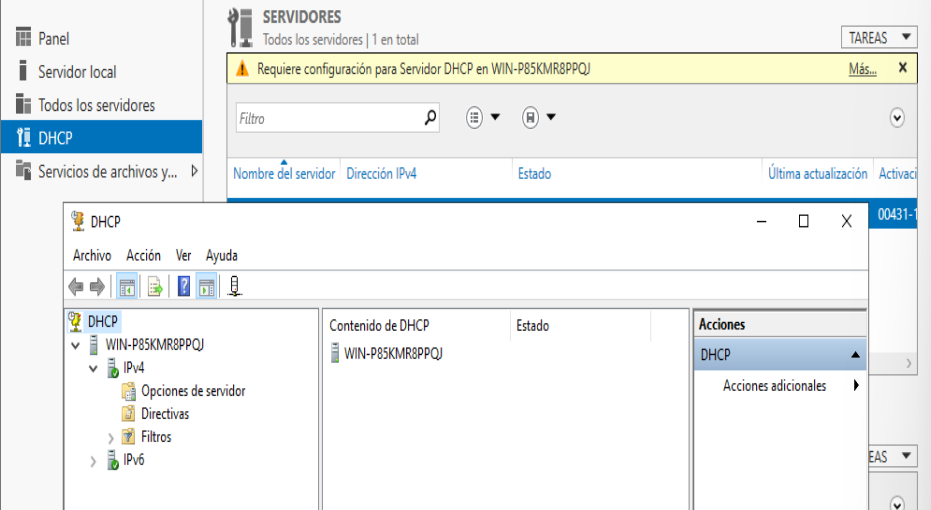 SERVIDORES
Todos los servidores | 1 en total
TAREAS
Panel
Servidor local
Todos los servidores
DHCP
Servicios de archivos y...
Requiere configuración para Servidor DHCP en WIN-P85KMR8PPQJ
Más...
Filtro
Nombre del servidor
Dirección IPv4
Estado
Última actualización
Activaci
00431-1
DHCP
Archivo
Acción
Ver
Ayuda
DHCP
WIN-P85KMR8PPQJ
IPv4
Opciones de servidor
Directivas
Filtros
IPv6
Contenido de DHCP
Estado
WIN-P85KMR8PPQJ
Acciones
DHCP
Acciones adicionales
EAS